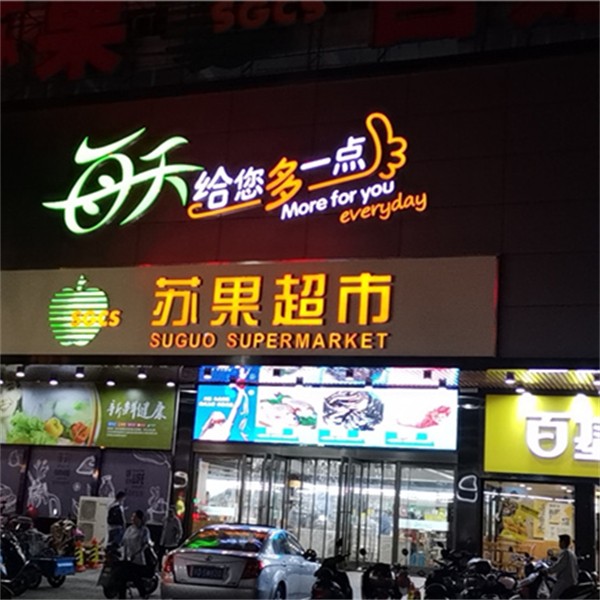 SGCS
每天给您多一点
More for you
everyday
SGCS
苏果超市
SUGUO SUPERMARKET
新鲜健康